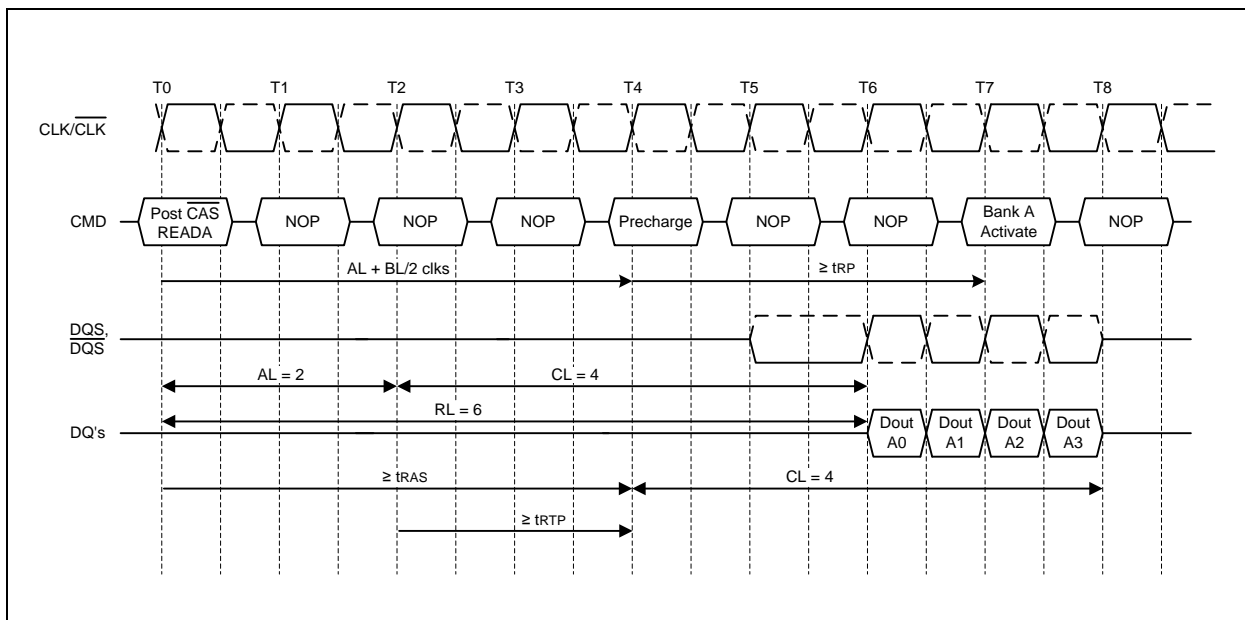 T0 T1 T2 T3 T4 T5 T6 T7 T8
CLK/CLK
CMD
Post CAS
READA
NOP
NOP
NOP
Precharge
NOP
NOP
Bank A
Activate
NOP
AL + BL/2 clks
≥ tRP
DQS,
DQS
AL = 2
CL = 4
RL = 6
DQ's
Dout
A0
Dout
A1
Dout
A2
Dout
A3
≥ tRAS
CL = 4
≥ tRTP